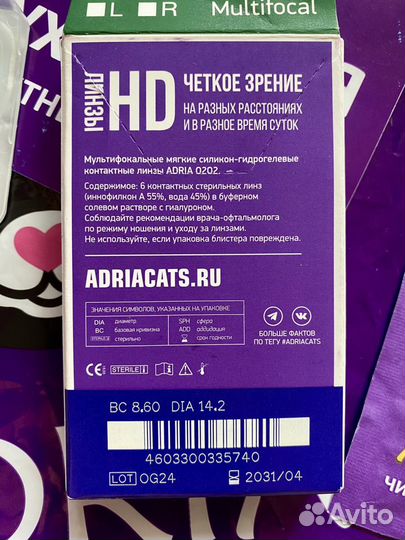 L R Multifocal
ЛИНЗЫ
HD
ЧЕТКОЕ ЗРЕНИЕ
НА РАЗНЫХ РАССТОЯНИЯХ
И В РАЗНОЕ ВРЕМЯ СУТОК
Мультифокальные мягкие силикон-гидрогелевые
контактные линзы ADRIA O2O2.
Содержимое: 6 контактных стерильных линз
(иннофилкон А 55%, вода 45%) в буферном
солевом растворе с гиалуроном.
Соблюдайте рекомендации врача-офтальмолога
по режиму ношения и уходу за линзами.
Не используйте, если упаковка блистера повреждена.
ADRIACATS.RU
ЗНАЧЕНИЯ СИМВОЛОВ, УКАЗАННЫХ НА УПАКОВКЕ
DIA диаметр SPH сфера
BC базовая кривизна ADD аддидация
STERILE стерильно срок годности
БОЛЬШЕ ФАКТОВ
ПО ТЕГУ #ADRIACATS
CE STERILE EAC
BC 8.60 DIA 14.2
4603300335740
LOT OG24 2031/04
Avito